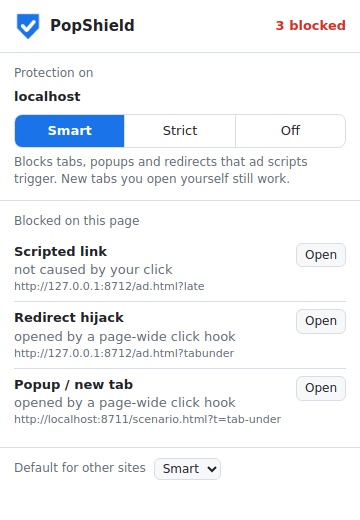 PopShield
3 blocked
Protection on
localhost
Smart
Strict
Off
Blocks tabs, popups and redirects that ad scripts
trigger. New tabs you open yourself still work.
Blocked on this page
Scripted link
Open
not caused by your click
http://127.0.0.1:8712/ad.html?late
Redirect hijack
Open
opened by a page-wide click hook
http://127.0.0.1:8712/ad.html?tabunder
Popup / new tab
Open
opened by a page-wide click hook
http://localhost:8711/scenario.html?t=tab-under
Default for other sites
Smart